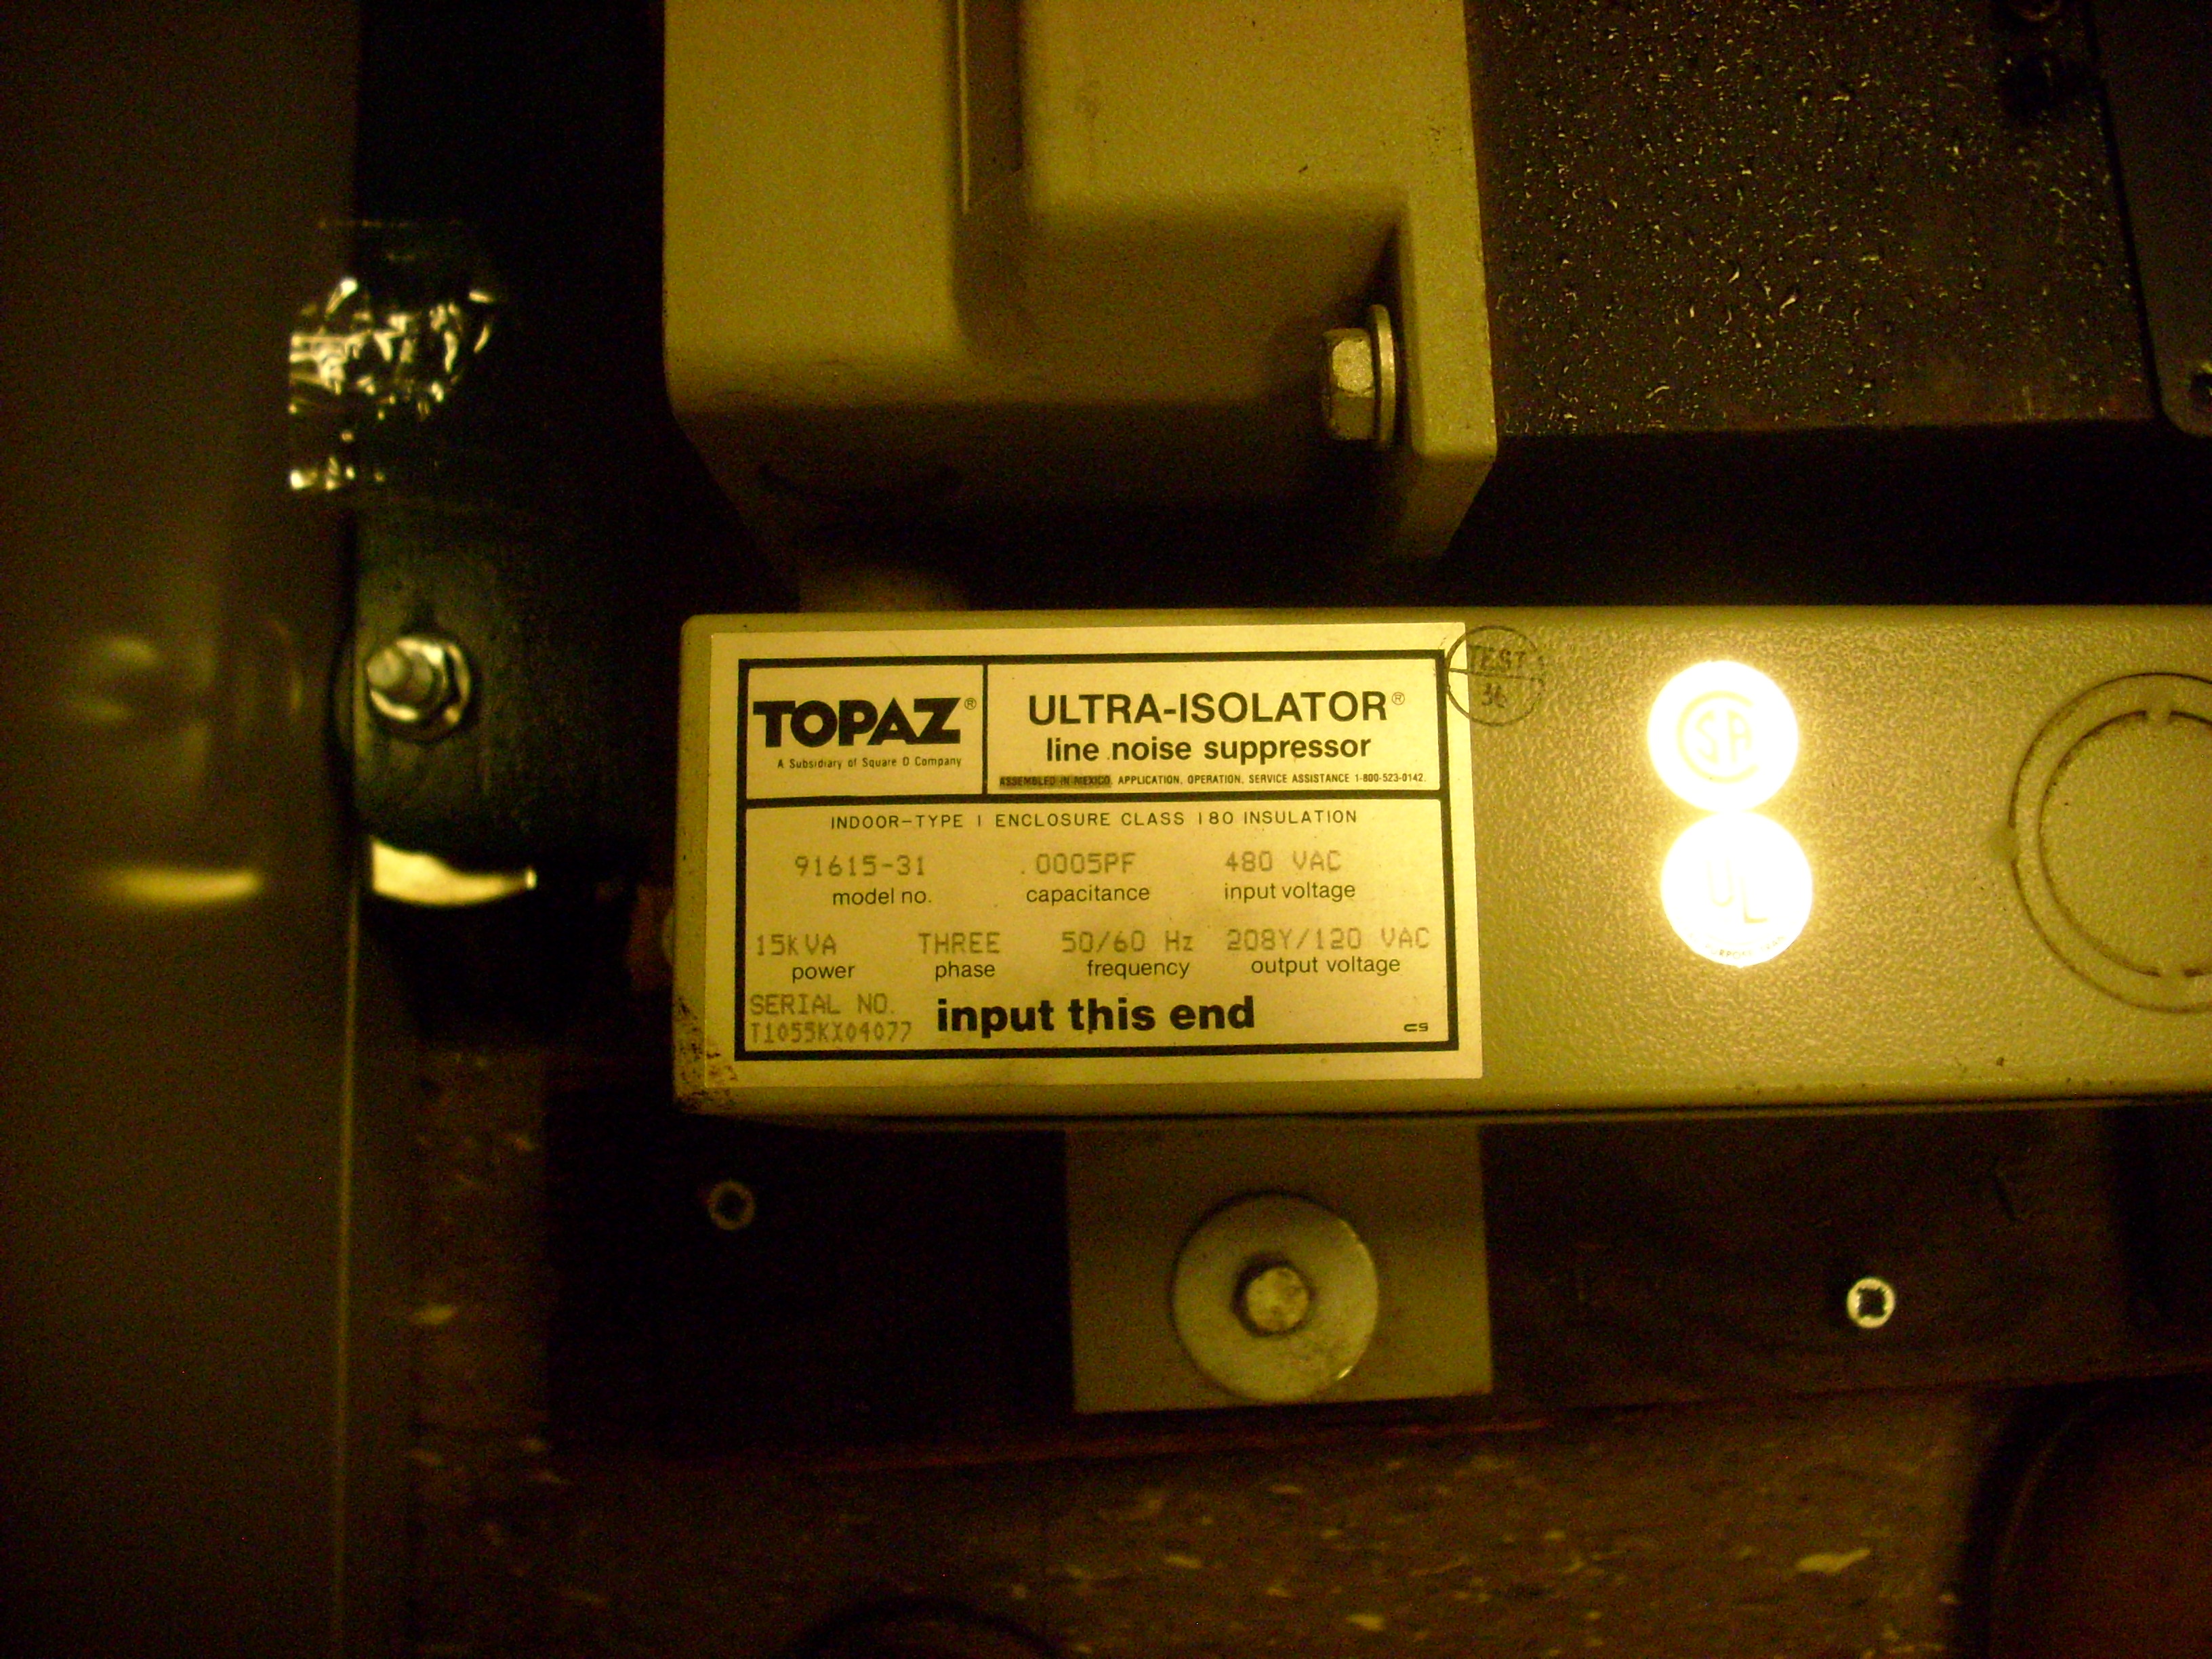 TOPAZ®
A Subsidiary of Square D Company
ULTRA-ISOLATOR®
line noise suppressor
ASSEMBLED IN MEXICO. APPLICATION, OPERATION, SERVICE ASSISTANCE 1-800-523-0142.
INDOOR-TYPE 1 ENCLOSURE CLASS 180 INSULATION
91615-31 .0005PF 480 VAC
model no. capacitance input voltage
15kVA THREE 50/60 Hz 208Y/120 VAC
power phase frequency output voltage
SERIAL NO.
T1055KX04077
input this end
CS
TEST
36
SA
UL